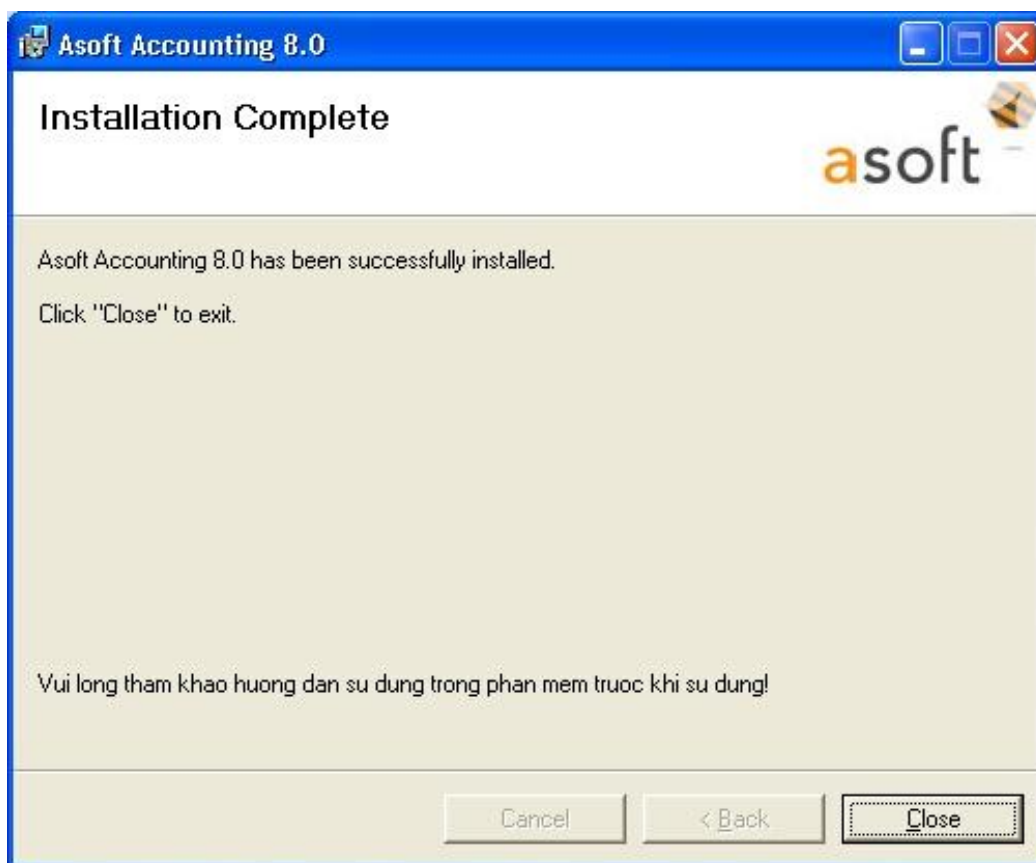 Asoft Accounting 8.0
Installation Complete
asoft
Asoft Accounting 8.0 has been successfully installed.
Click "Close" to exit.
Vui long tham khao huong dan su dung trong phan mem truoc khi su dung!
Cancel
< Back
Close